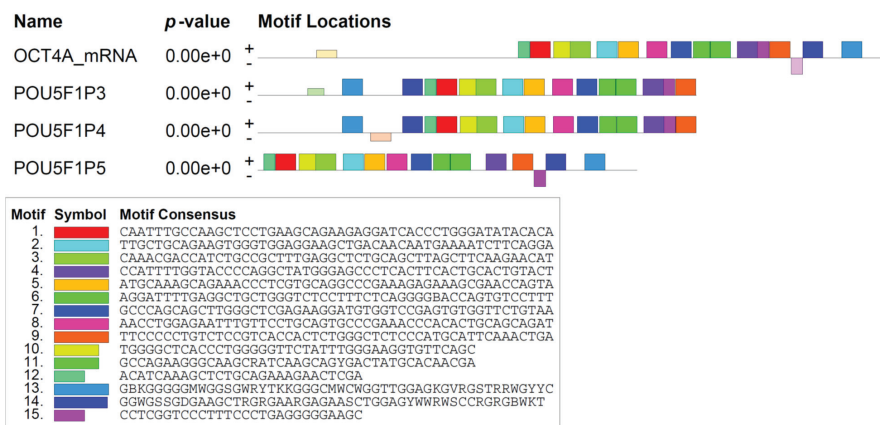 Name p-value Motif Locations
OCT4A_mRNA 0.00e+0 + -
POU5F1P3 0.00e+0 + -
POU5F1P4 0.00e+0 + -
POU5F1P5 0.00e+0 + -
Motif Symbol Motif Consensus
1. CAATTTGCCAAGCTCCTGAAGCAGAAGAGGATCACCCTGGGATATACACA
2. TTGCTGCAGAAGTGGGTGGAGGAAGCTGACAACAATGAAAATCTTCAGGA
3. CAAACGACCATCTGCCGCTTTGAGGCTCTGCAGCTTAGCTTCAAGAACAT
4. CCATTTTGGTACCCCAGGCTATGGGAGCCCTCACTTCACTGCACTGTACT
5. ATGCAAAGCAGAAACCCTCGTGCAGGCCCGAAAGAGAAAGCGAACCAGTA
6. AGGATTTTGAGGCTGCTGGGTCTCCTTTCTCAGGGGBACCAGTGTCCTTT
7. GCCCAGCAGCTTGGGCTCGAGAAGGATGTGGTCCGAGTGTGGTTCTGTAA
8. AACCTGGAGAATTTGTTCCTGCAGTGCCCGAAACCCACACTGCAGCAGAT
9. TTCCCCCTGTCTCCGTCACCACTCTGGGCTCTCCCATGCATTCAAACTGA
10. TGGGGCTCACCCTGGGGGTTCTATTTGGGAAGGTGTTCAGC
11. GCCAGAAGGGCAAGCRATCAAGCAGYGACTATGCACAACGA
12. ACATCAAAGCTCTGCAGAAAGAACTCGA
13. GBKGGGGGMWGGSGWRYTKKGGGCMWCWGGTTGGAGKGVRGSTRRWGYYC
14. GGWGSSGDGAAGCTRGRGAARGAGAASCTGGAGYWWRWSCCRGRGBWKT
15. CCTCGGTCCCTTTCCCTGAGGGGGAAGC